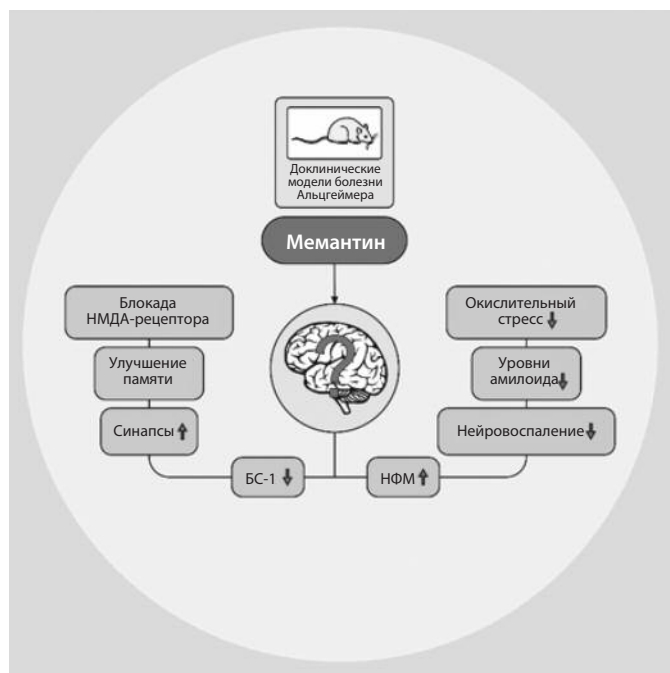 Доклинические
модели болезни
Альцгеймера
Мемантин
Блокада
НМДА-рецептора
Улучшение
памяти
Синапсы
БС-1
НФМ
Окислительный
стресс
Уровни
амилоида
Нейровоспаление